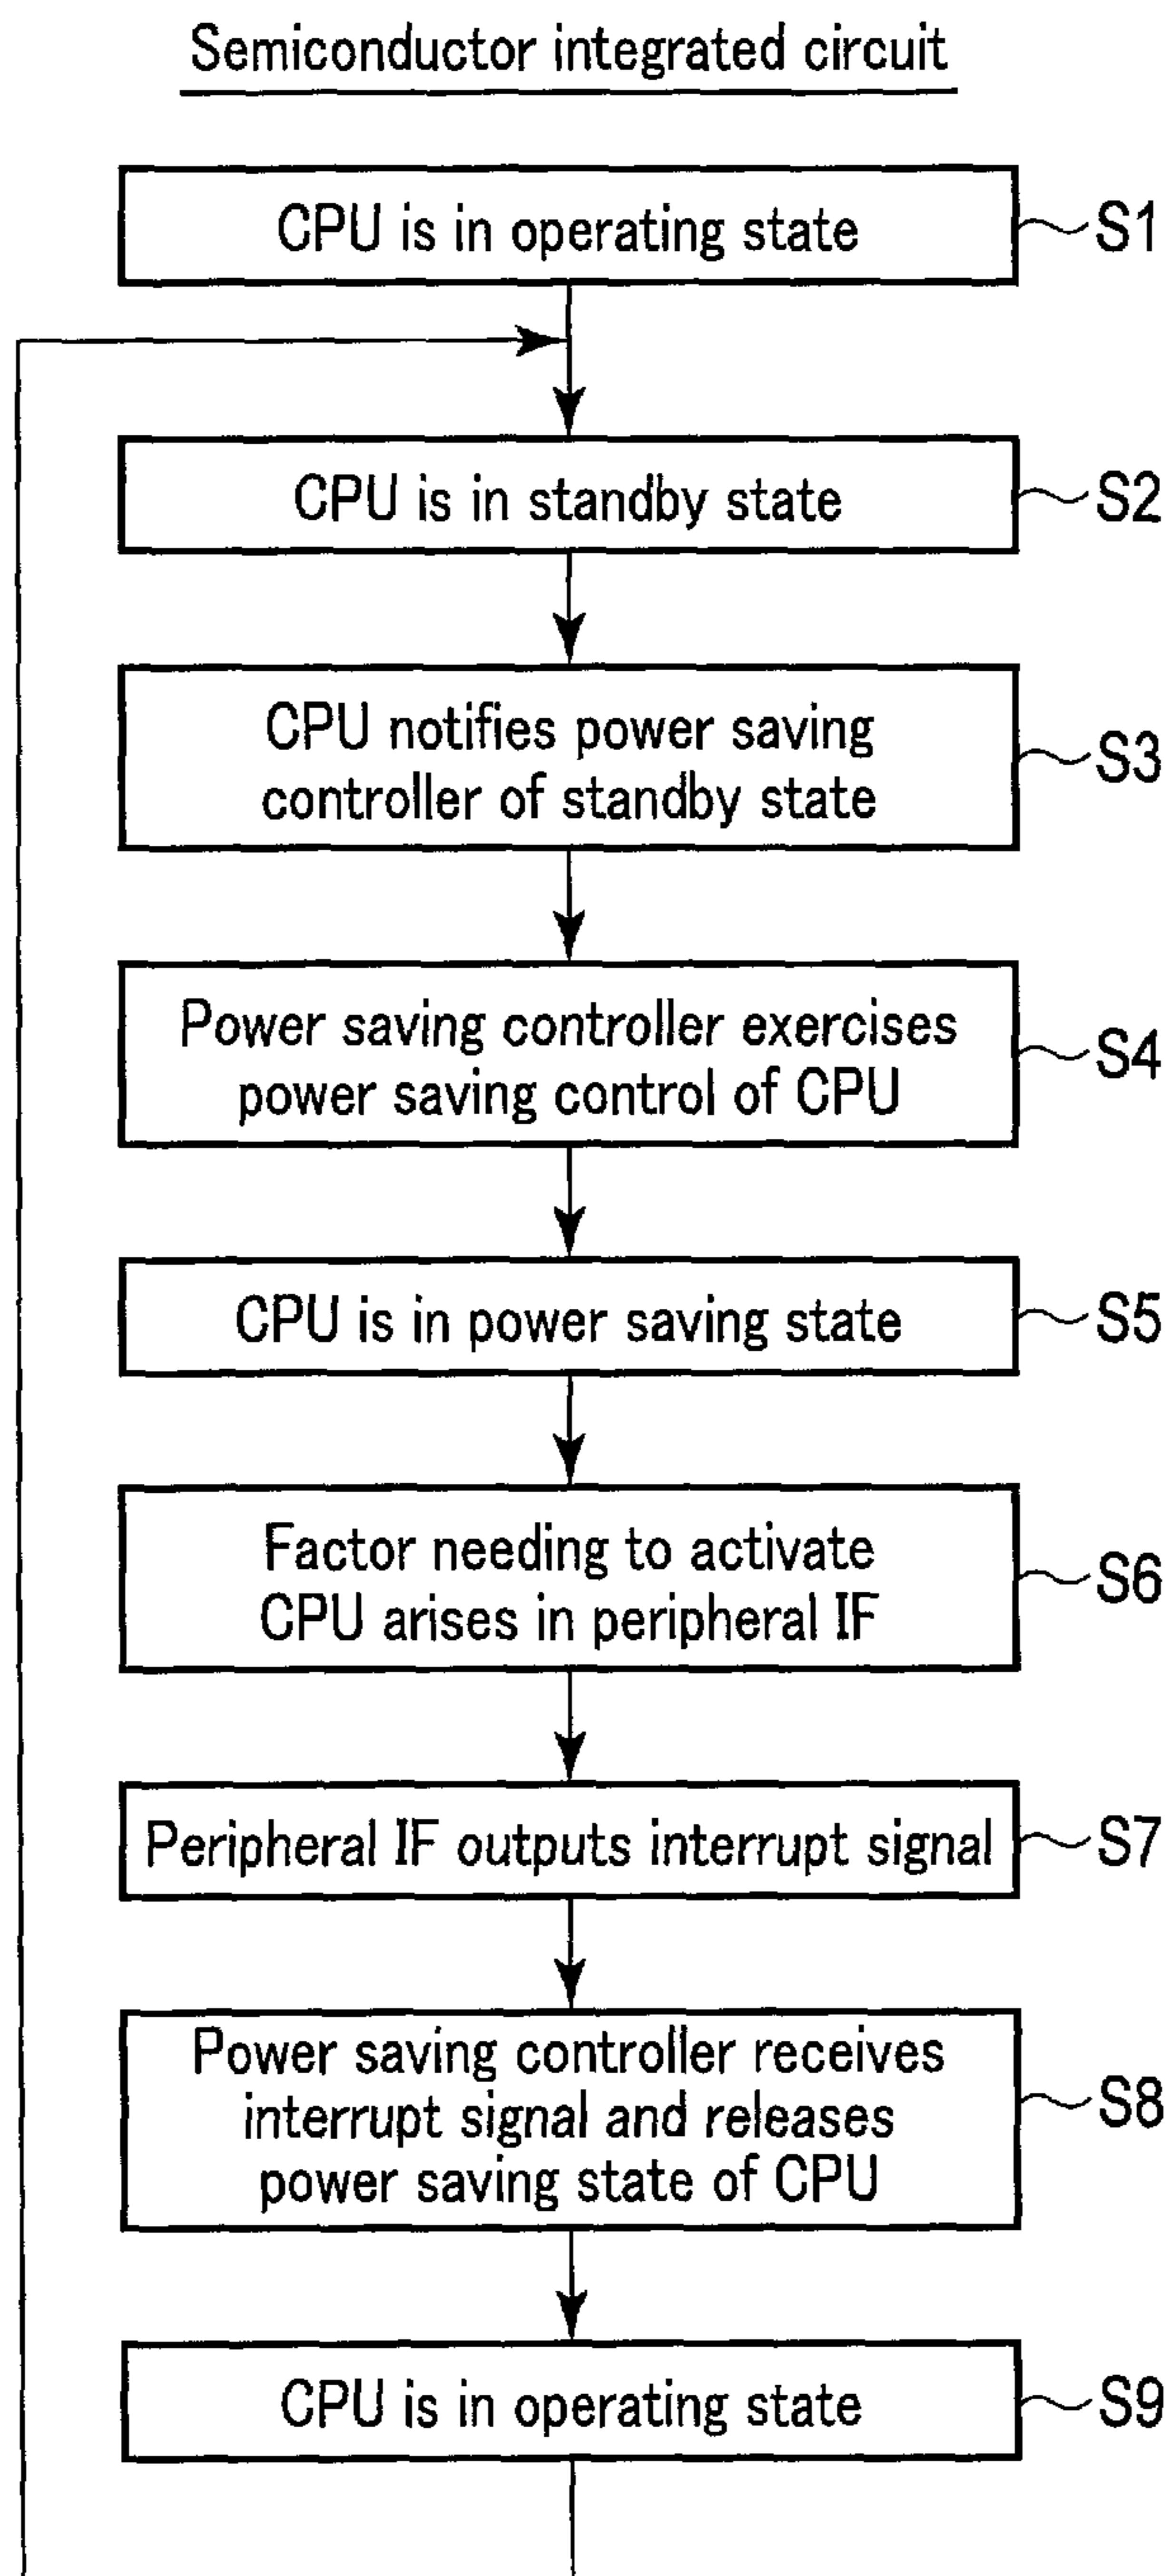 Semiconductor integrated circuit
CPU is in operating state
S1
CPU is in standby state
S2
CPU notifies power saving
controller of standby state
S3
Power saving controller exercises
power saving control of CPU
S4
CPU is in power saving state
S5
Factor needing to activate
CPU arises in peripheral IF
S6
Peripheral IF outputs interrupt signal
S7
Power saving controller receives
interrupt signal and releases
power saving state of CPU
S8
CPU is in operating state
S9